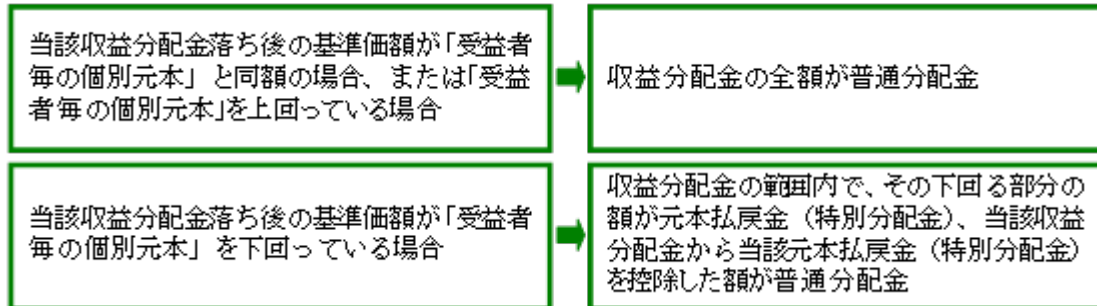 当該収益分配金落ち後の基準価額が「受益者
毎の個別元本」と同額の場合、または「受益
者毎の個別元本」を上回っている場合
収益分配金の全額が普通分配金
当該収益分配金落ち後の基準価額が「受益者
毎の個別元本」を下回っている場合
収益分配金の範囲内で、その下回る部分の
額が元本払戻金（特別分配金）、当該収益
分配金から当該元本払戻金（特別分配金）
を控除した額が普通分配金